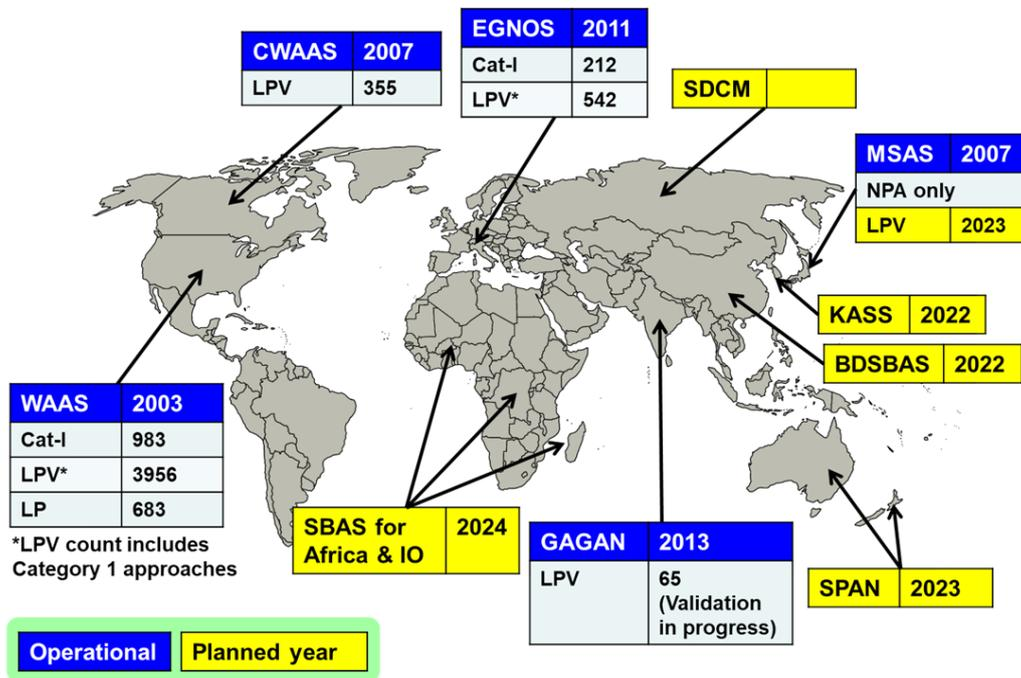 CWAAS 2007
LPV 355
EGNOS 2011
Cat-I 212
LPV* 542
SDCM
MSAS 2007
NPA only
LPV 2023
KASS 2022
BDSBAS 2022
WAAS 2003
Cat-I 983
LPV* 3956
LP 683
*LPV count includes
Category 1 approaches
SBAS for 2024
Africa & IO
GAGAN 2013
LPV 65
(Validation
in progress)
SPAN 2023
Operational Planned year